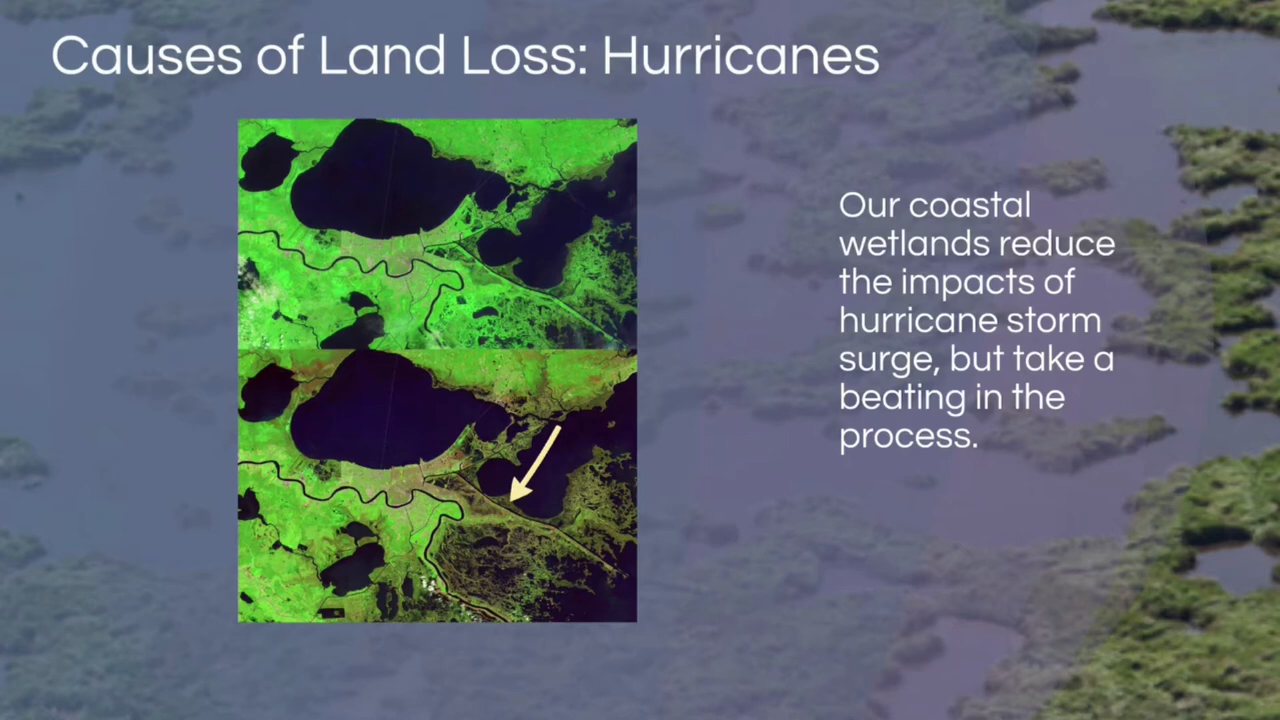 Causes of Land Loss: Hurricanes
Our coastal
wetlands reduce
the impacts of
hurricane storm
surge, but take a
beating in the
process.